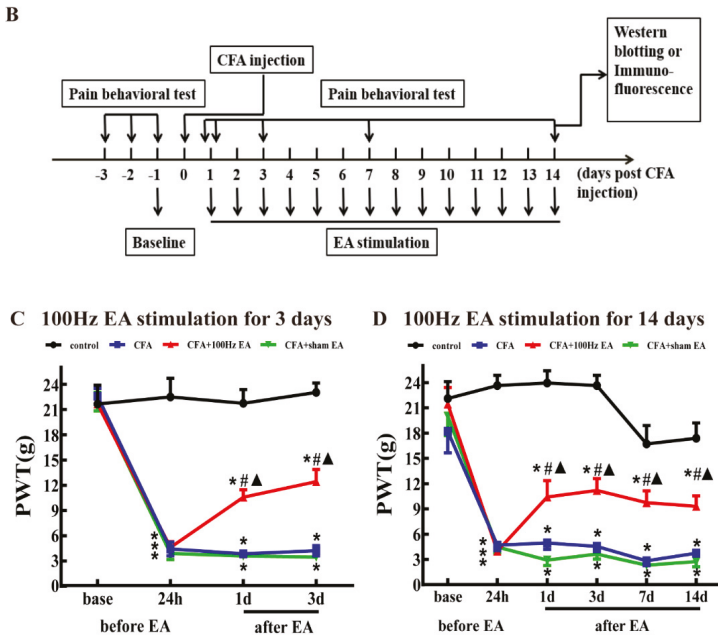 B
CFA injection
Western
blotting or
Immuno-
fluorescence
Pain behavioral test
Pain behavioral test
-3 -2 -1 0 1 2 3 4 5 6 7 8 9 10 11 12 13 14
(days post CFA
injection)
Baseline
EA stimulation
C 100Hz EA stimulation for 3 days
control CFA CFA+100Hz EA CFA+sham EA
24
21
18
15
12
9
6
3
0
PWT(g)
*#▲
*#▲
***
*
*
*
*
base 24h 1d 3d
before EA after EA
D 100Hz EA stimulation for 14 days
control CFA CFA+100Hz EA CFA+sham EA
24
21
18
15
12
9
6
3
0
PWT(g)
*#▲
*#▲
*#▲
*#▲
***
*
*
*
*
*
*
*
*
base 24h 1d 3d 7d 14d
before EA after EA